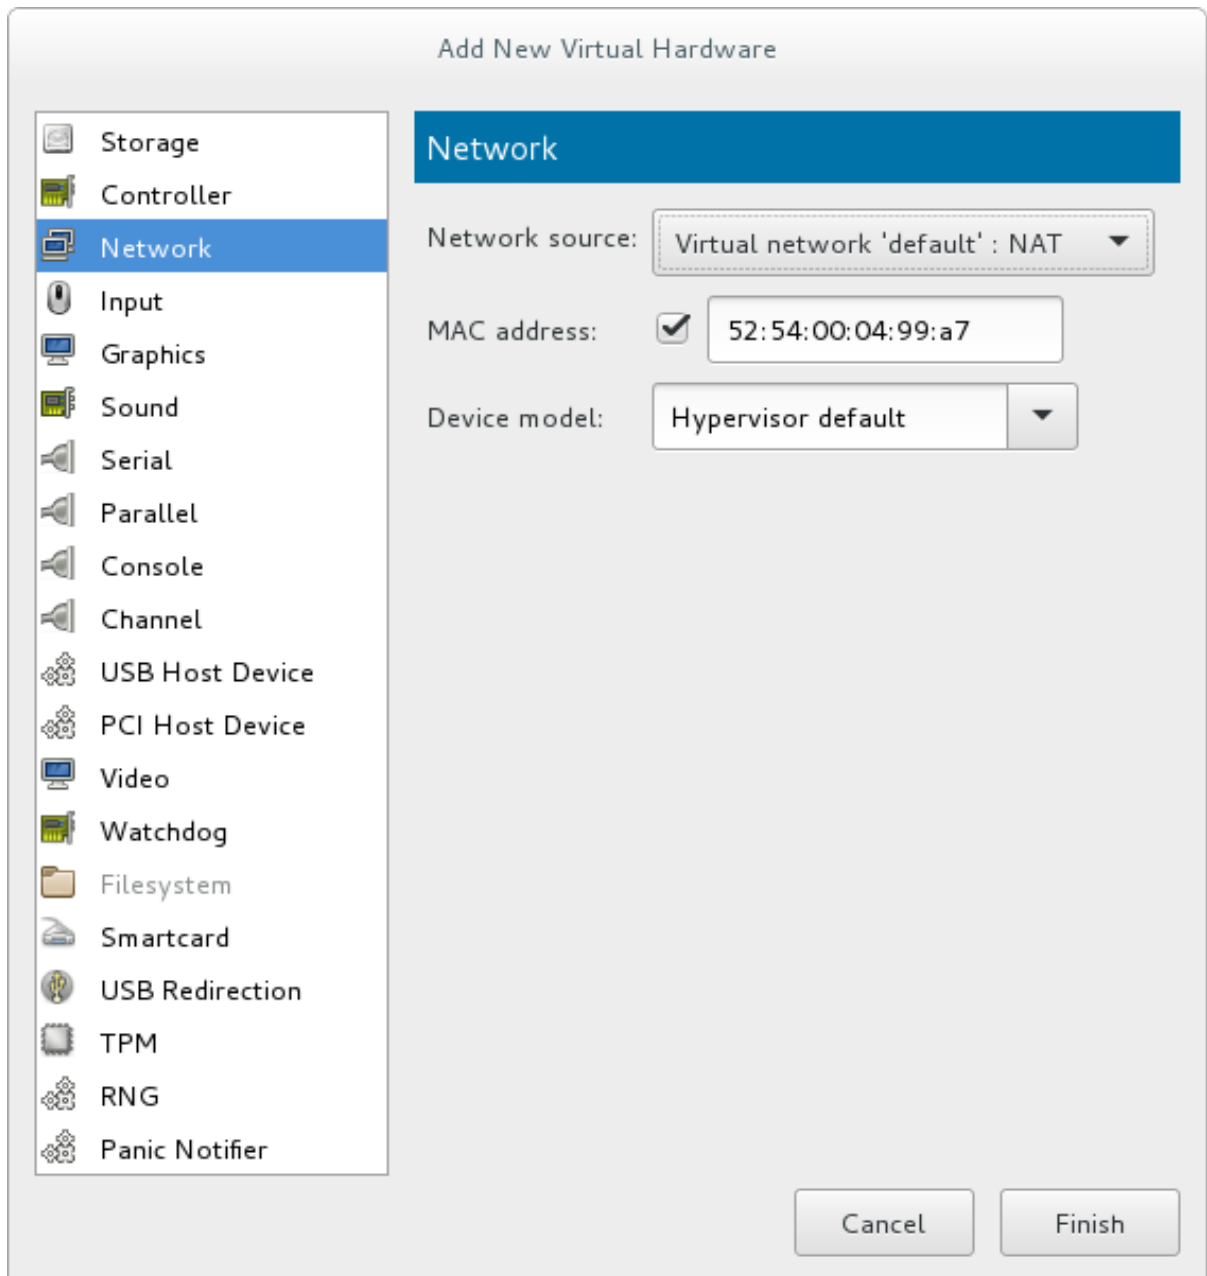 Add New Virtual Hardware
Storage
Controller
Network
Input
Graphics
Sound
Serial
Parallel
Console
Channel
USB Host Device
PCI Host Device
Video
Watchdog
Filesystem
Smartcard
USB Redirection
TPM
RNG
Panic Notifier
Network
Network source: Virtual network 'default' : NAT
MAC address: 52:54:00:04:99:a7
Device model: Hypervisor default
Cancel Finish